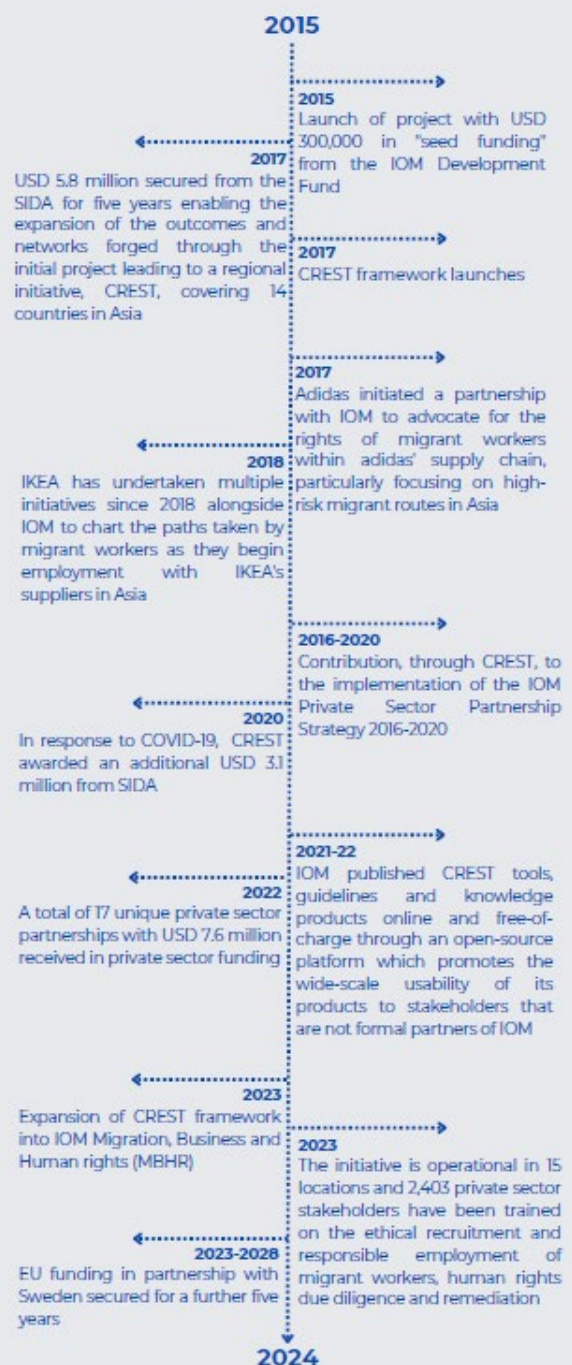 2015
2015
Launch of project with USD
300,000 in "seed funding"
from the IOM Development
Fund
2017
USD 5.8 million secured from the
SIDA for five years enabling the
expansion of the outcomes and
networks forged through the
initial project leading to a regional
initiative, CREST, covering 14
countries in Asia
2017
CREST framework launches
2017
Adidas initiated a partnership
with IOM to advocate for the
rights of migrant workers
within adidas' supply chain,
particularly focusing on high-
risk migrant routes in Asia
2018
IKEA has undertaken multiple
initiatives since 2018 alongside
IOM to chart the paths taken by
migrant workers as they begin
employment with IKEA's
suppliers in Asia
2016-2020
Contribution, through CREST, to
the implementation of the IOM
Private Sector Partnership
Strategy 2016-2020
2020
In response to COVID-19, CREST
awarded an additional USD 3.1
million from SIDA
2021-22
IOM published CREST tools,
guidelines and knowledge
products online and free-of-
charge through an open-source
platform which promotes the
wide-scale usability of its
products to stakeholders that
are not formal partners of IOM
2022
A total of 17 unique private sector
partnerships with USD 7.6 million
received in private sector funding
2023
Expansion of CREST framework
into IOM Migration, Business and
Human rights (MBHR)
2023
The initiative is operational in 15
locations and 2,403 private sector
stakeholders have been trained
on the ethical recruitment and
responsible employment of
migrant workers, human rights
due diligence and remediation
2023-2028
EU funding in partnership with
Sweden secured for a further five
years
2024